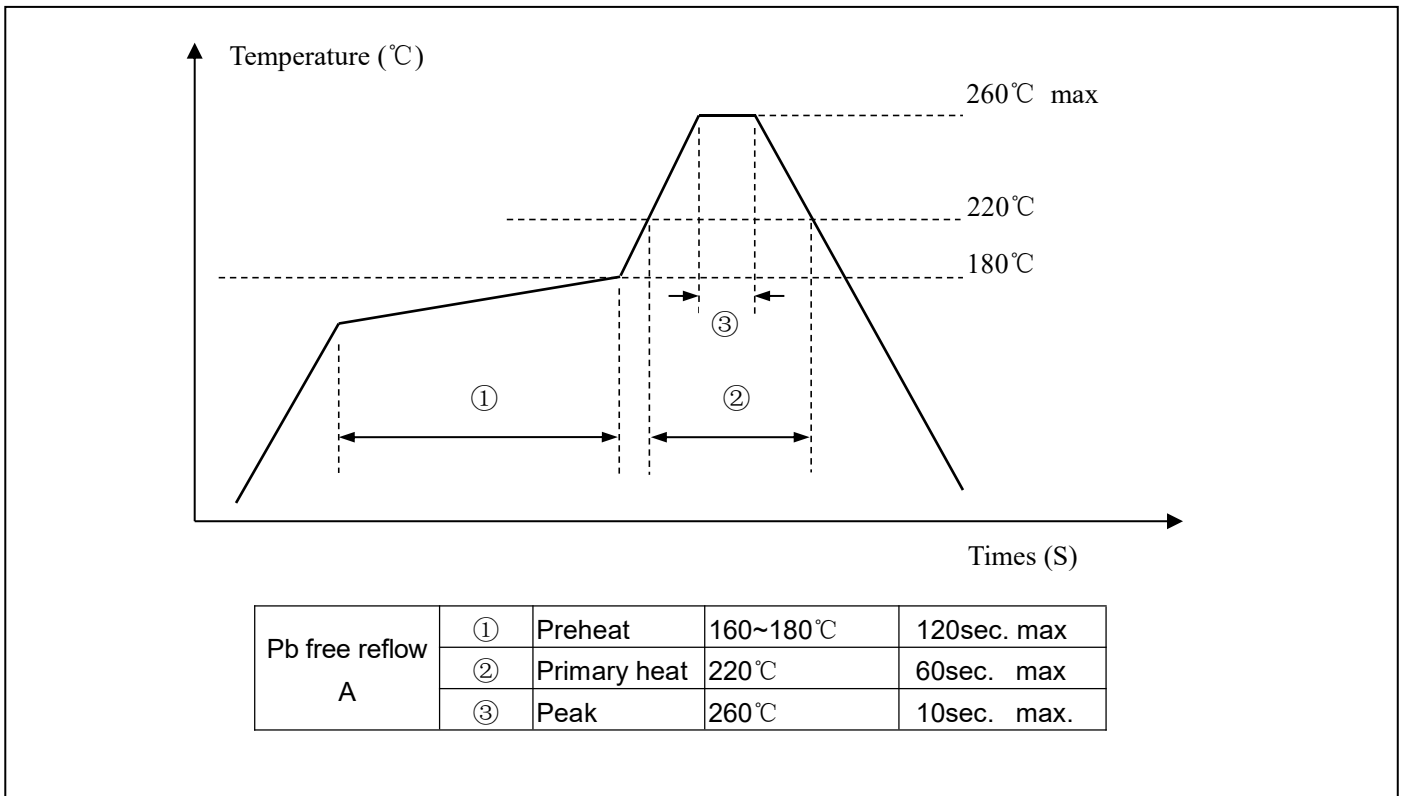 Temperature (℃)
260℃ max
220℃
180℃
③
①
②
Times (S)
Pb free reflow
A
① Preheat 160~180℃ 120sec. max
② Primary heat 220℃ 60sec. max
③ Peak 260℃ 10sec. max.